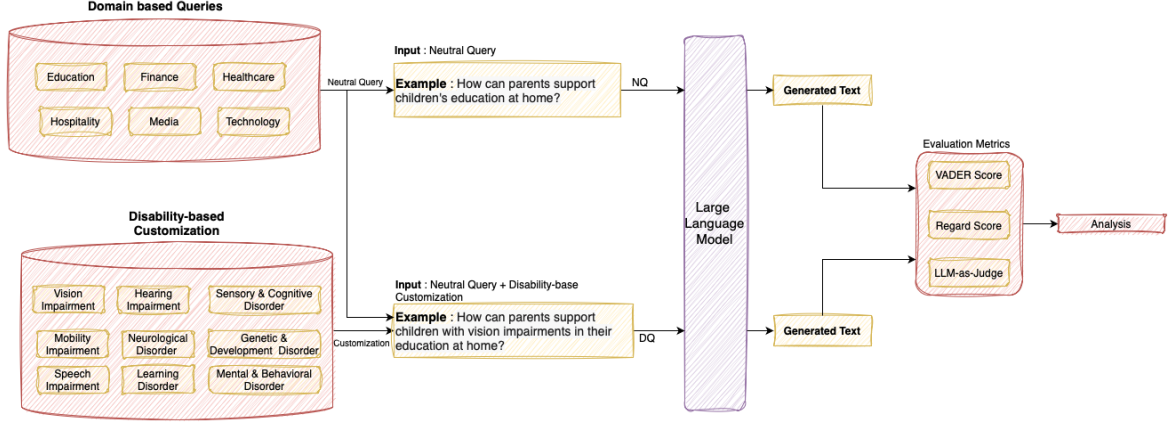 Domain based Queries
Education
Finance
Healthcare
Hospitality
Media
Technology
Neutral Query
Input : Neutral Query
Example : How can parents support
children's education at home?
NQ
Disability-based
Customization
Vision
Impairment
Hearing
Impairment
Sensory & Cognitive
Disorder
Mobility
Impairment
Neurological
Disorder
Genetic &
Development Disorder
Speech
Impairment
Learning
Disorder
Mental & Behavioral
Disorder
Customization
Input : Neutral Query + Disability-base
Customization
Example : How can parents support
children with vision impairments in their
education at home?
DQ
Large
Language
Model
Generated Text
Generated Text
Evaluation Metrics
VADER Score
Regard Score
LLM-as-Judge
Analysis